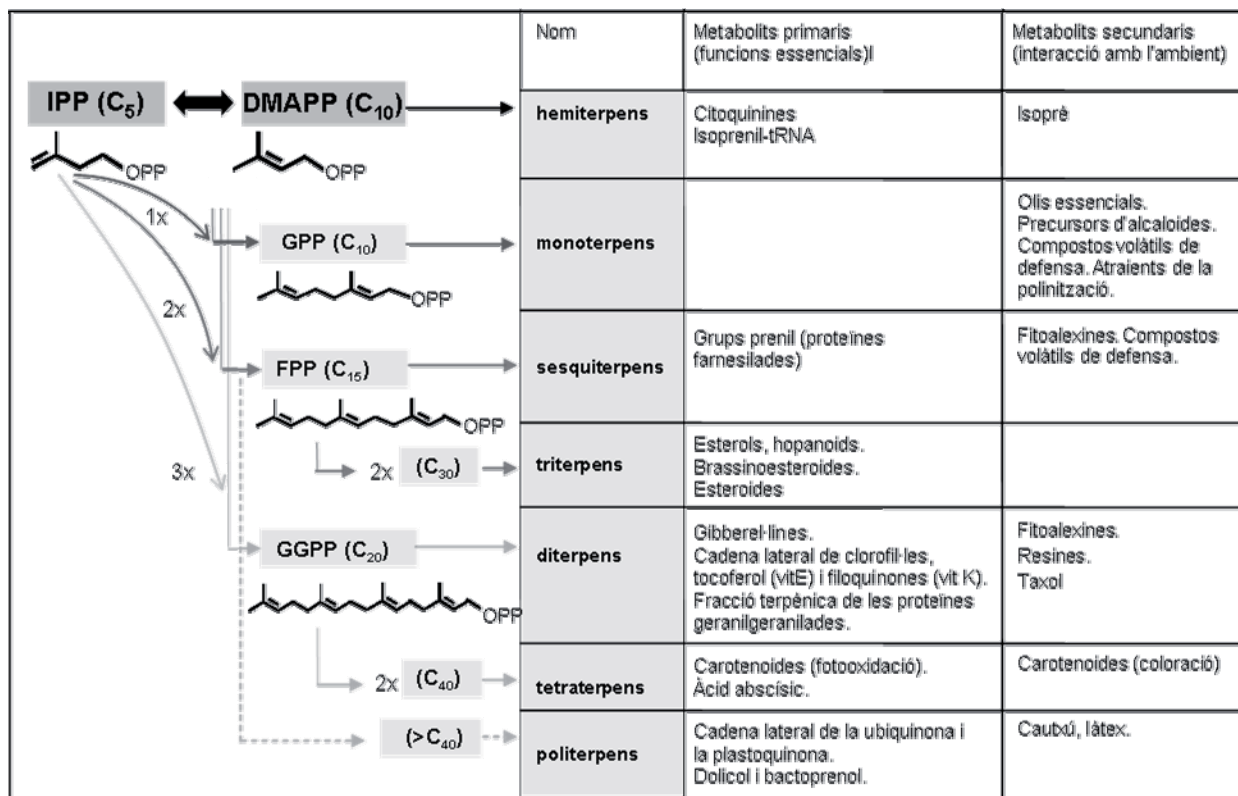 Nom
Metabolits primaris
(funcions essencials)l
Metabolits secundaris
(interacció amb l'ambient)
IPP (C5)
DMAPP (C10)
OPP
OPP
hemiterpens
Citoquinines
Isoprenil-tRNA
Isoprè
1x
GPP (C10)
OPP
monoterpens
Olis essencials.
Precursors d'alcaloides.
Compostos volàtils de
defensa. Atraients de la
polinització.
2x
FPP (C15)
OPP
sesquiterpens
Grups prenil (proteïnes
farnesilades)
Fitoalexines. Compostos
volàtils de defensa.
3x
2x
(C30)
triterpens
Esterols, hopanoids.
Brassinoesteroides.
Esteroides
GGPP (C20)
OPP
diterpens
Gibberel·lines.
Cadena lateral de clorofil·les,
tocoferol (vitE) i filoquinones (vit K).
Fracció terpènica de les proteïnes
geranilgeranilades.
Fitoalexines.
Resines.
Taxol
2x
(C40)
tetraterpens
Carotenoides (fotooxidació).
Àcid abscísic.
Carotenoides (coloració)
(>C40)
politerpens
Cadena lateral de la ubiquinona i
la plastoquinona.
Dolicol i bactoprenol.
Cautxú, làtex.